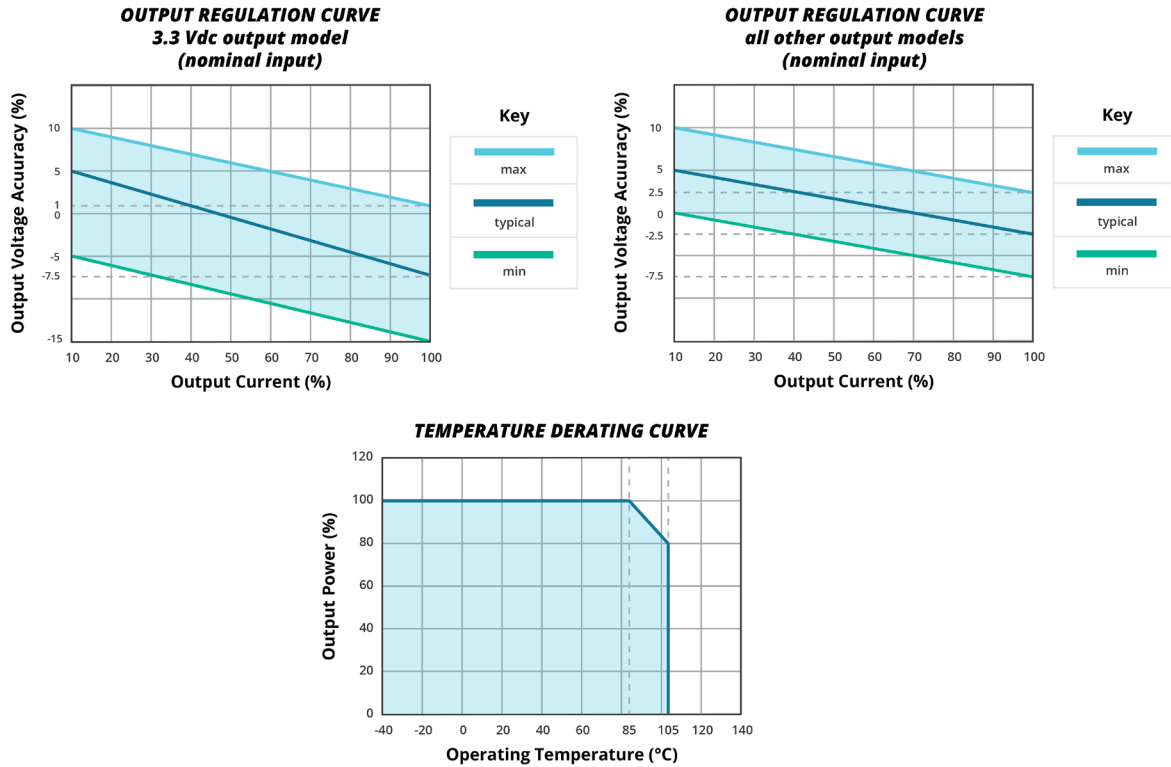 OUTPUT REGULATION CURVE
3.3 Vdc output model
(nominal input)
Output Voltage Acuuracy (%)
10
5
1
0
-5
-7.5
-15
10 20 30 40 50 60 70 80 90 100
Output Current (%)
Key
max
typical
min
OUTPUT REGULATION CURVE
all other output models
(nominal input)
Output Voltage Acuuracy (%)
10
5
2.5
0
-2.5
-7.5
10 20 30 40 50 60 70 80 90 100
Output Current (%)
Key
max
typical
min
TEMPERATURE DERATING CURVE
Output Power (%)
120
100
80
60
40
20
0
-40 -20 0 20 40 60 85 105 120 140
Operating Temperature (°C)